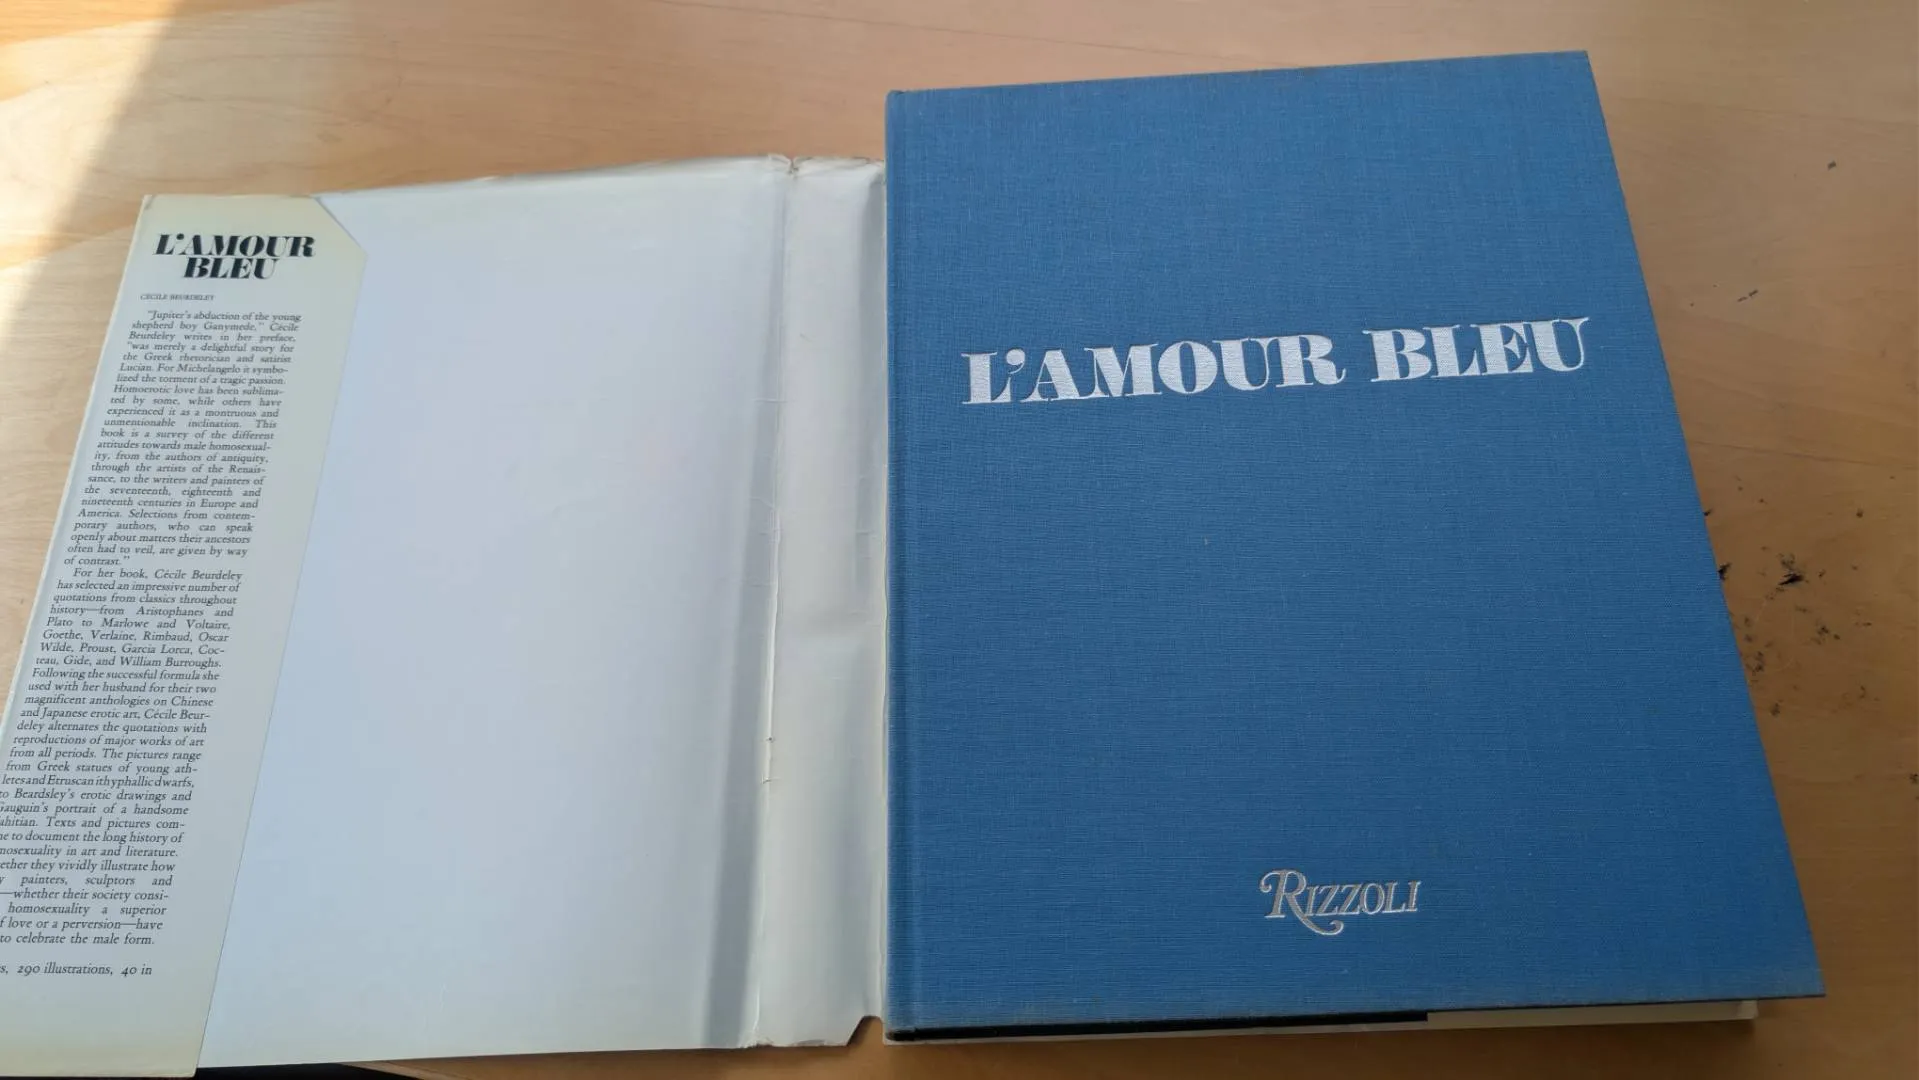 L'AMOUR
BLEU
CÉCILE BEURDELEY
"Jupiter's abduction of the young
shepherd boy Ganymede," Cécile
Beurdeley writes in her preface,
"was merely a delightful story for
the Greek rhetorician and satirist
Lucian. For Michelangelo it symbo-
lized the torment of a tragic passion.
Homoerotic love has been sublima-
ted by some, while others have
experienced it as a montruous and
unmentionable inclination. This
book is a survey of the different
attitudes towards male homosexual-
ity, from the authors of antiquity,
through the artists of the Renais-
sance, to the writers and painters of
the seventeenth, eighteenth and
nineteenth centuries in Europe and
America. Selections from contem-
porary authors, who can speak
openly about matters their ancestors
often had to veil, are given by way
of contrast."
For her book, Cécile Beurdeley
has selected an impressive number of
quotations from classics throughout
history—from Aristophanes and
Plato to Marlowe and Voltaire,
Goethe, Verlaine, Rimbaud, Oscar
Wilde, Proust, Garcia Lorca, Coc-
teau, Gide, and William Burroughs.
Following the successful formula she
used with her husband for their two
magnificent anthologies on Chinese
and Japanese erotic art, Cécile Beur-
deley alternates the quotations with
reproductions of major works of art
from all periods. The pictures range
from Greek statues of young ath-
letes and Etruscan ithyphallic dwarfs,
to Beardsley's erotic drawings and
Gauguin's portrait of a handsome
ahitian. Texts and pictures com-
ne to document the long history of
mosexuality in art and literature.
ether they vividly illustrate how
y painters, sculptors and
—whether their society consi-
homosexuality a superior
f love or a perversion—have
to celebrate the male form.
s, 290 illustrations, 40 in
L'AMOUR BLEU
RIZZOLI